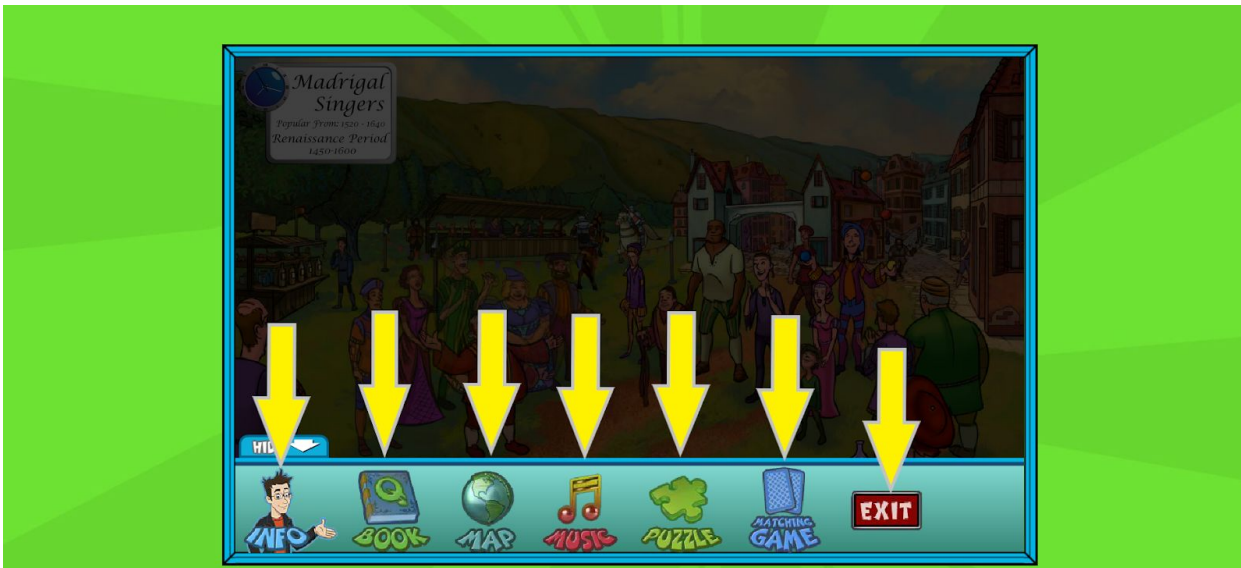 Madrigal
Singers
Popular From: 1520 - 1640
Renaissance Period
1450-1600
INFO
BOOK
MAP
MUSIC
PUZZLE
MATCHING
GAME
EXIT